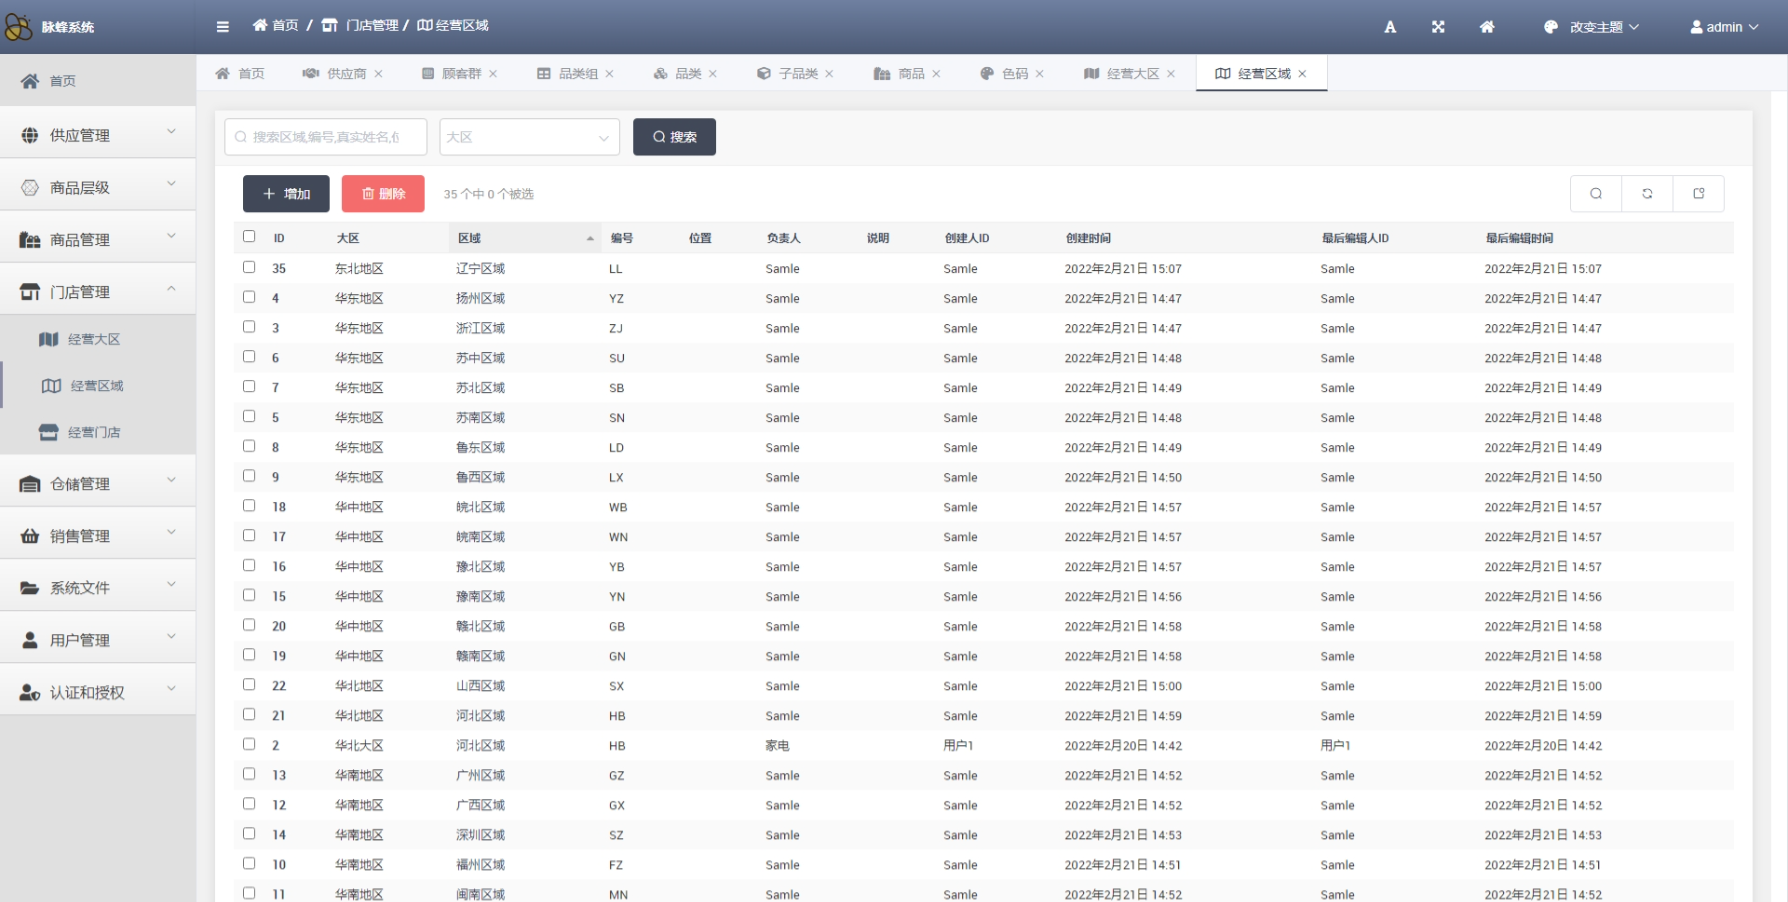 脉蜂系统
首页 / 门店管理 / 经营区域
A
改变主题
admin
首页
供应管理
商品层级
商品管理
门店管理
经营大区
经营区域
经营门店
仓储管理
销售管理
系统文件
用户管理
认证和授权
首页 供应商 × 顾客群 × 品类组 × 品类 × 子品类 × 商品 × 色码 × 经营大区 × 经营区域 ×
搜索区域,编号,真实姓名, 大区 搜索
+ 增加 删除 35 个中 0 个被选
ID 大区 区域 编号 位置 负责人 说明 创建人ID 创建时间 最后编辑人ID 最后编辑时间
35 东北地区 辽宁区域 LL Samle Samle 2022年2月21日 15:07 Samle 2022年2月21日 15:07
4 华东地区 扬州区域 YZ Samle Samle 2022年2月21日 14:47 Samle 2022年2月21日 14:47
3 华东地区 浙江区域 ZJ Samle Samle 2022年2月21日 14:47 Samle 2022年2月21日 14:47
6 华东地区 苏中区域 SU Samle Samle 2022年2月21日 14:48 Samle 2022年2月21日 14:48
7 华东地区 苏北区域 SB Samle Samle 2022年2月21日 14:49 Samle 2022年2月21日 14:49
5 华东地区 苏南区域 SN Samle Samle 2022年2月21日 14:48 Samle 2022年2月21日 14:48
8 华东地区 鲁东区域 LD Samle Samle 2022年2月21日 14:49 Samle 2022年2月21日 14:49
9 华东地区 鲁西区域 LX Samle Samle 2022年2月21日 14:50 Samle 2022年2月21日 14:50
18 华中地区 皖北区域 WB Samle Samle 2022年2月21日 14:57 Samle 2022年2月21日 14:57
17 华中地区 皖南区域 WN Samle Samle 2022年2月21日 14:57 Samle 2022年2月21日 14:57
16 华中地区 豫北区域 YB Samle Samle 2022年2月21日 14:57 Samle 2022年2月21日 14:57
15 华中地区 豫南区域 YN Samle Samle 2022年2月21日 14:56 Samle 2022年2月21日 14:56
20 华中地区 赣北区域 GB Samle Samle 2022年2月21日 14:58 Samle 2022年2月21日 14:58
19 华中地区 赣南区域 GN Samle Samle 2022年2月21日 14:58 Samle 2022年2月21日 14:58
22 华北地区 山西区域 SX Samle Samle 2022年2月21日 15:00 Samle 2022年2月21日 15:00
21 华北地区 河北区域 HB Samle Samle 2022年2月21日 14:59 Samle 2022年2月21日 14:59
2 华北大区 河北区域 HB 家电 用户1 2022年2月20日 14:42 用户1 2022年2月20日 14:42
13 华南地区 广州区域 GZ Samle Samle 2022年2月21日 14:52 Samle 2022年2月21日 14:52
12 华南地区 广西区域 GX Samle Samle 2022年2月21日 14:52 Samle 2022年2月21日 14:52
14 华南地区 深圳区域 SZ Samle Samle 2022年2月21日 14:53 Samle 2022年2月21日 14:53
10 华南地区 福州区域 FZ Samle Samle 2022年2月21日 14:51 Samle 2022年2月21日 14:51
11 华南地区 闽南区域 MN Samle Samle 2022年2月21日 14:52 Samle 2022年2月21日 14:52